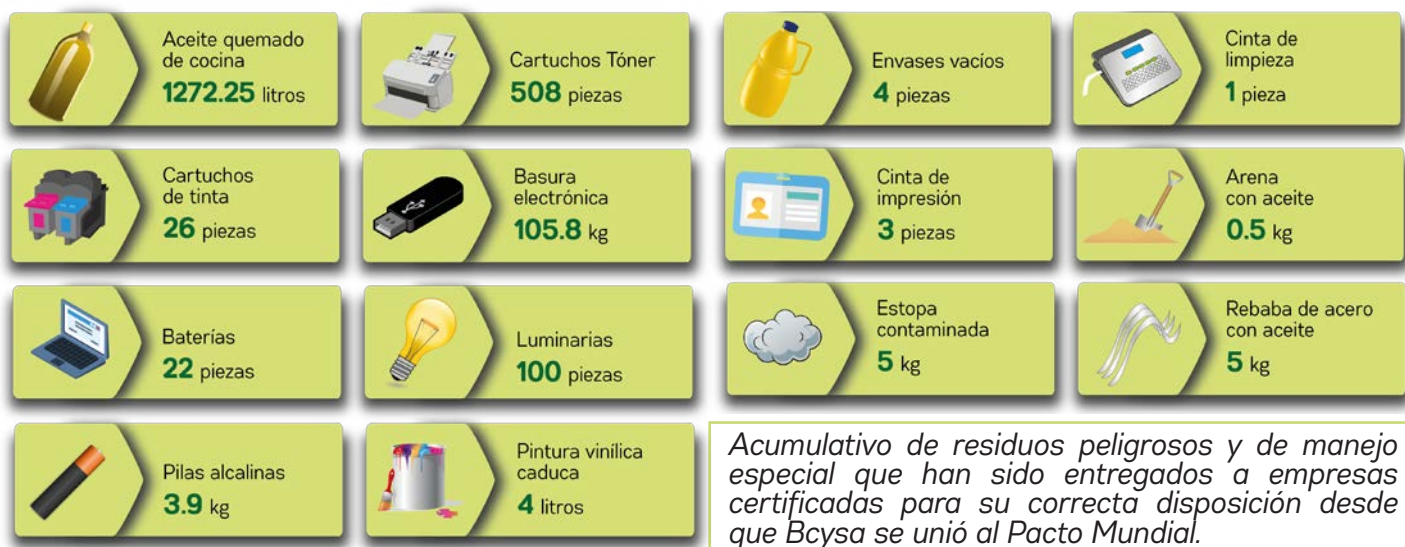 Aceite quemado
de cocina
1272.25 litros
Cartuchos Tóner
508 piezas
Envases vacíos
4 piezas
Cinta de
limpieza
1 pieza
Cartuchos
de tinta
26 piezas
Basura
electrónica
105.8 kg
Cinta de
impresión
3 piezas
Arena
con aceite
0.5 kg
Baterías
22 piezas
Luminarias
100 piezas
Estopa
contaminada
5 kg
Rebaba de acero
con aceite
5 kg
Pilas alcalinas
3.9 kg
Pintura vinílica
caduca
4 litros
Acumulativo de residuos peligrosos y de manejo
especial que han sido entregados a empresas
certificadas para su correcta disposición desde
que Bcysa se unió al Pacto Mundial.